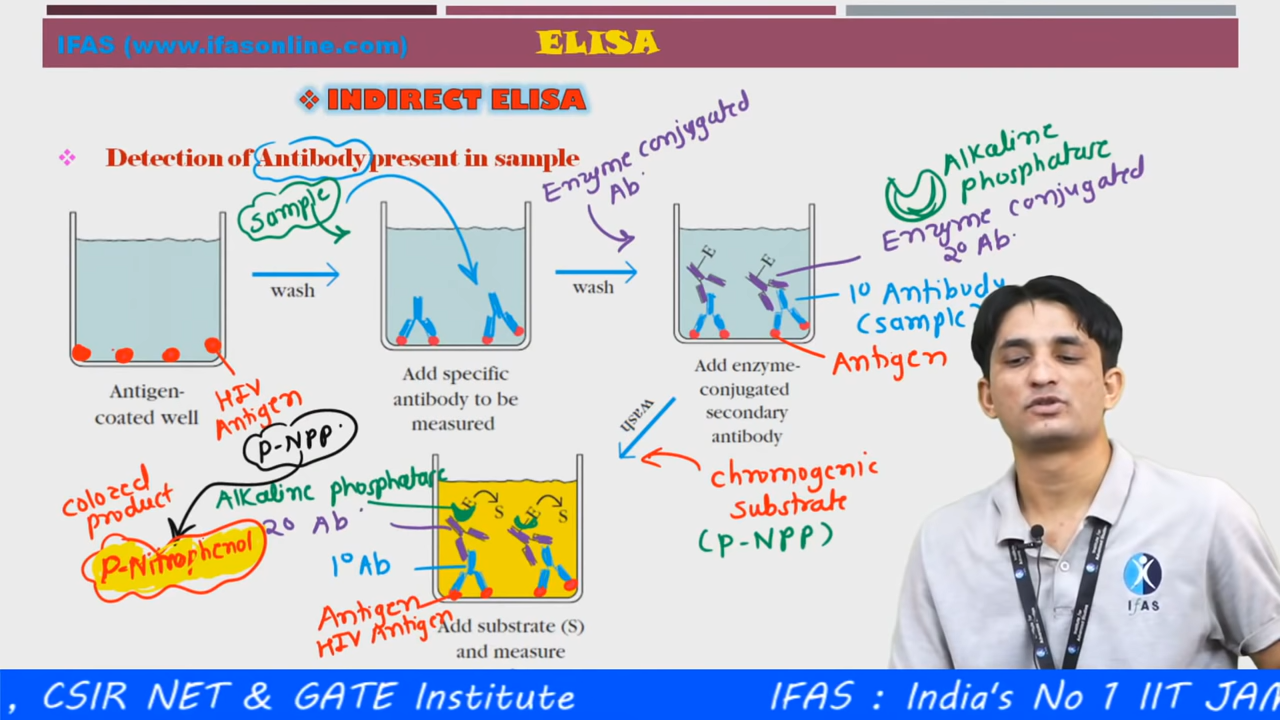 IFAS (www.ifasonline.com)
ELISA
INDIRECT ELISA
Detection of Antibody present in sample
Sample
Enzyme conjugated
Ab.
Alkaline
phosphatase
Enzyme conjugated
2° Ab.
wash
wash
1° Antibody
(Sample
Antigen
Antigen-
coated well
HIV
Antigen
Add specific
antibody to be
measured
Add enzyme-
conjugated
secondary
antibody
E
E
wash
Chromogenic
Substrate
(P-NPP)
P-NPP
Colored
product
P-Nitrophenol
Alkaline phosphatase
2° Ab
1° Ab
Antigen
HIV Antigen
E
S
E
S
Add substrate (S)
and measure
IfAS
, CSIR NET & GATE Institute
IFAS : India's No 1 IIT JAM